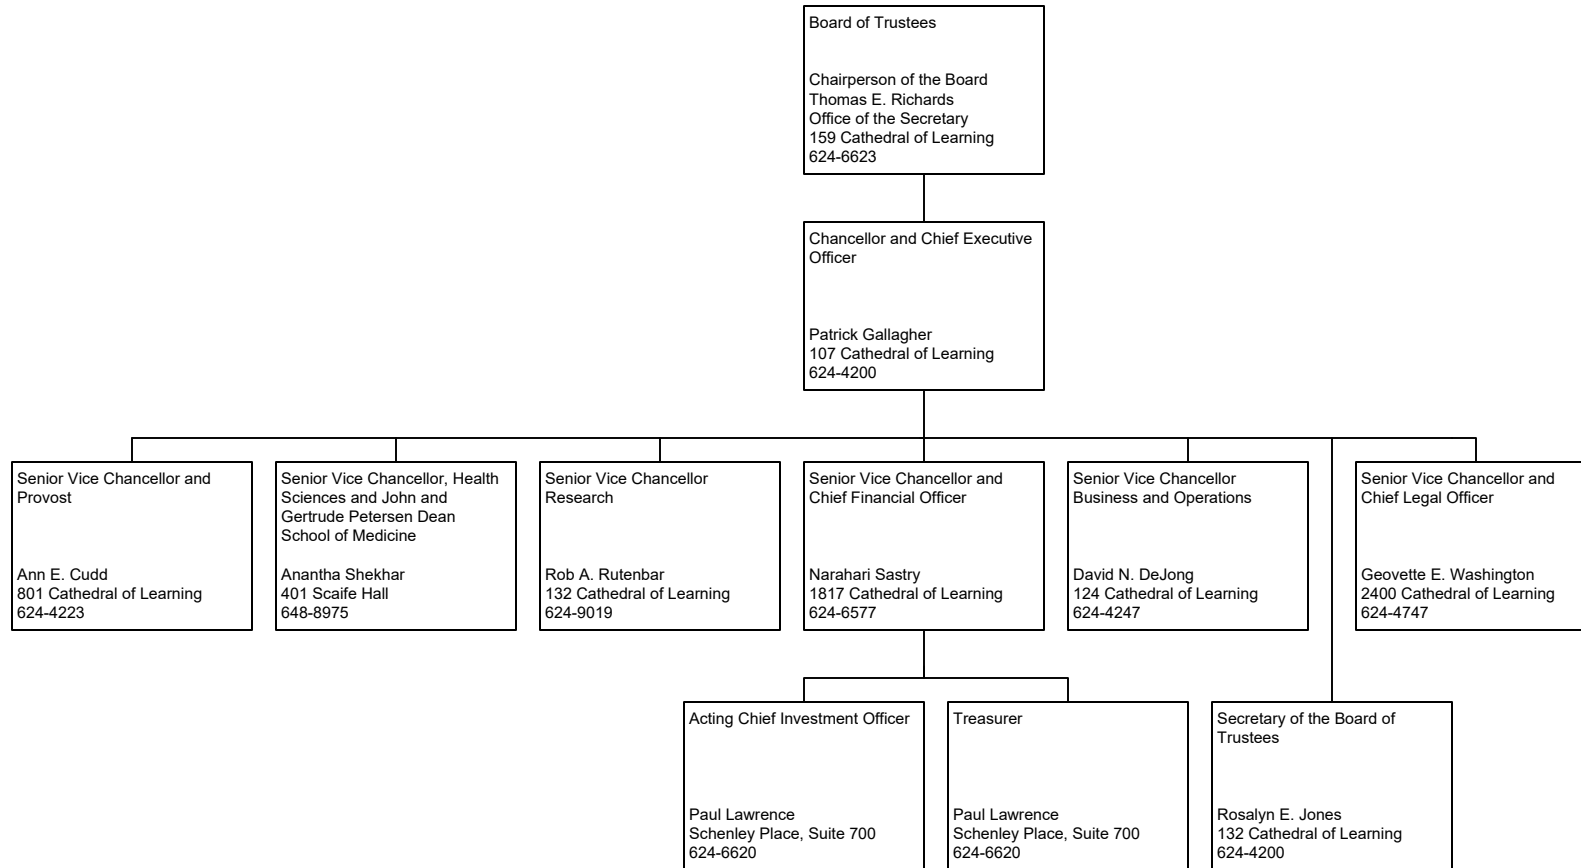 Board of Trustees
Chairperson of the Board
Thomas E. Richards
Office of the Secretary
159 Cathedral of Learning
624-6623
Chancellor and Chief Executive
Officer
Patrick Gallagher
107 Cathedral of Learning
624-4200
Senior Vice Chancellor and
Provost
Ann E. Cudd
801 Cathedral of Learning
624-4223
Senior Vice Chancellor, Health
Sciences and John and
Gertrude Petersen Dean
School of Medicine
Anantha Shekhar
401 Scaife Hall
648-8975
Senior Vice Chancellor
Research
Rob A. Rutenbar
132 Cathedral of Learning
624-9019
Senior Vice Chancellor and
Chief Financial Officer
Narahari Sastry
1817 Cathedral of Learning
624-6577
Senior Vice Chancellor
Business and Operations
David N. DeJong
124 Cathedral of Learning
624-4247
Senior Vice Chancellor and
Chief Legal Officer
Geovette E. Washington
2400 Cathedral of Learning
624-4747
Acting Chief Investment Officer
Paul Lawrence
Schenley Place, Suite 700
624-6620
Treasurer
Paul Lawrence
Schenley Place, Suite 700
624-6620
Secretary of the Board of
Trustees
Rosalyn E. Jones
132 Cathedral of Learning
624-4200